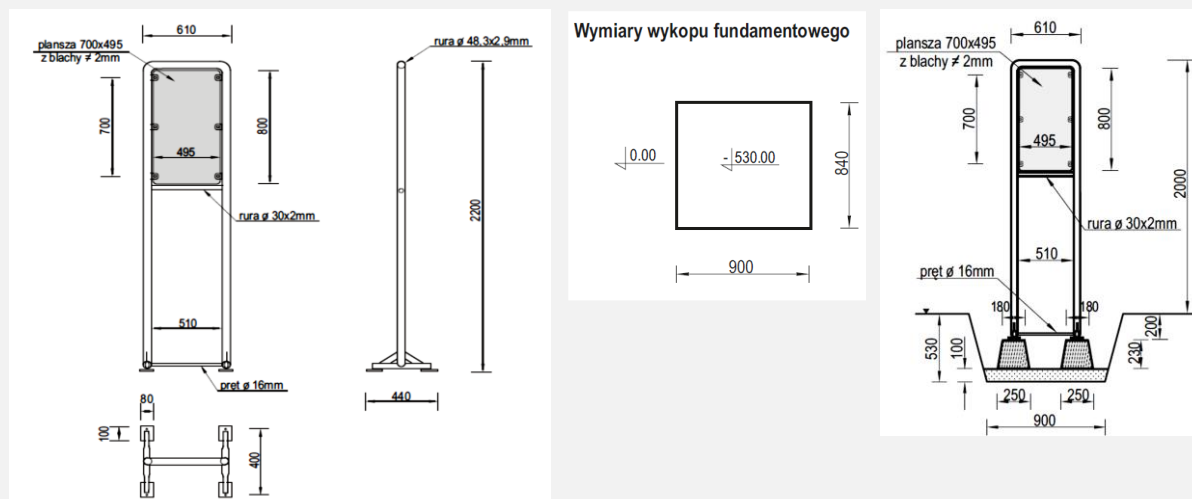 610
plansza 700x495
z blachy ≠ 2mm
700
800
495
rura ø 30x2mm
510
pręt ø 16mm
80
100
400
rura ø 48,3x2,9mm
2200
440
Wymiary wykopu fundamentowego
0.00
- 530.00
840
900
610
plansza 700x495
z blachy ≠ 2mm
700
800
495
2000
rura ø 30x2mm
510
pręt ø 16mm
180
180
530
100
200
230
250
250
900